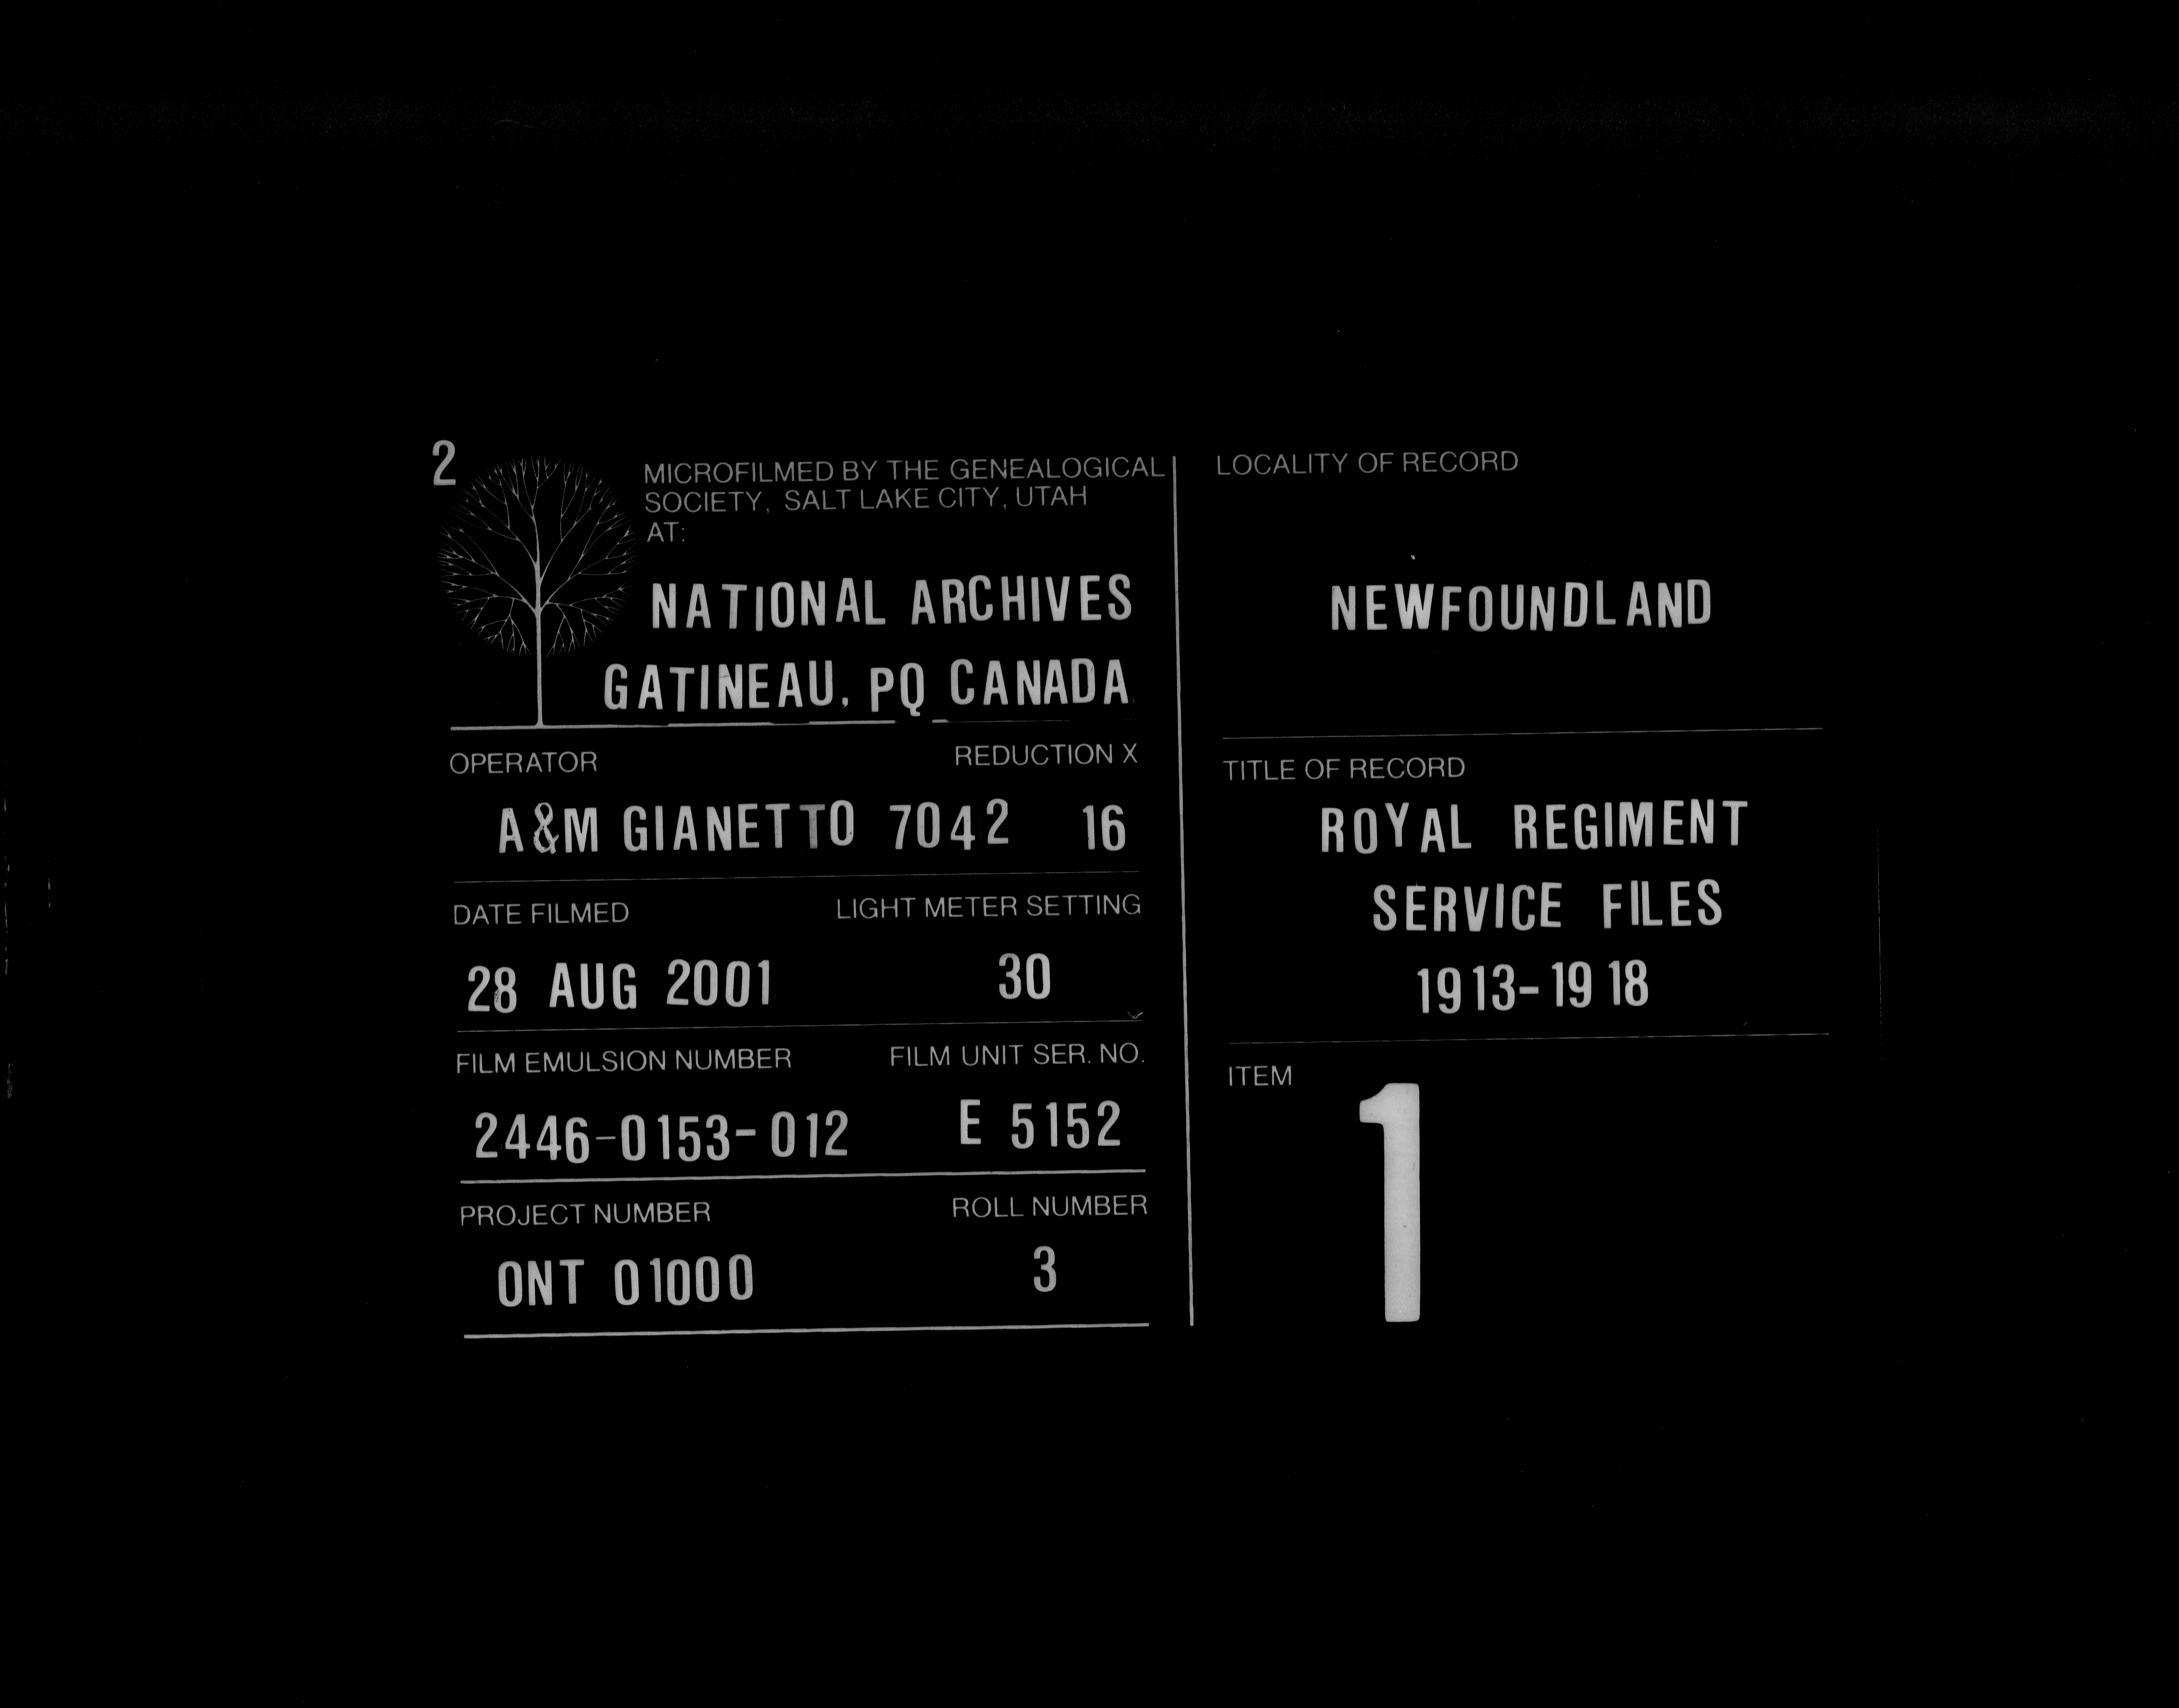 2
MICROFILMED BY THE GENEALOGICAL
SOCIETY, SALT LAKE CITY, UTAH
AT:
NATIONAL ARCHIVES
GATINEAU, PQ CANADA
OPERATOR REDUCTION X
A&M GIANETTO 7042 16
DATE FILMED LIGHT METER SETTING
28 AUG 2001 30
FILM EMULSION NUMBER FILM UNIT SER. NO.
2446-0153-012 E 5152
PROJECT NUMBER ROLL NUMBER
ONT 01000 3
LOCALITY OF RECORD
NEWFOUNDLAND
TITLE OF RECORD
ROYAL REGIMENT
SERVICE FILES
1913-1918
ITEM
1